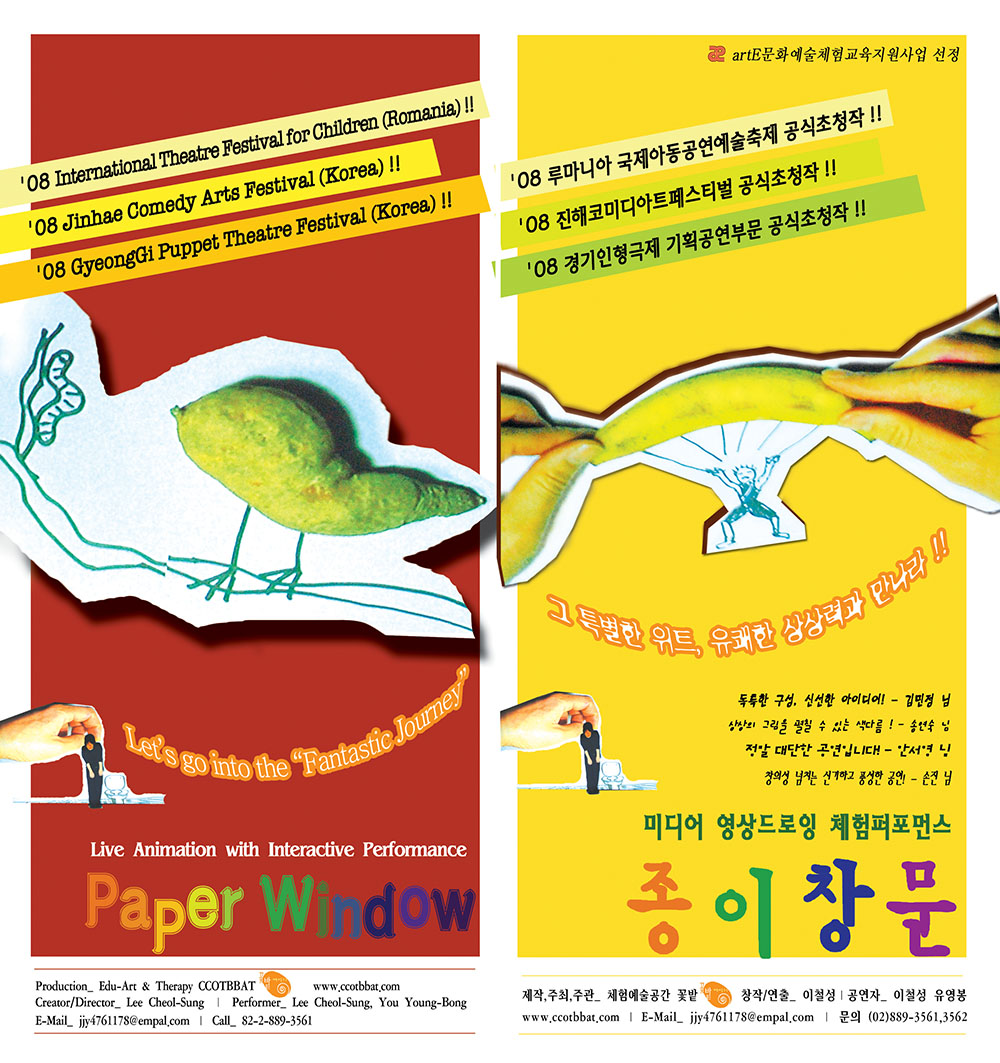 '08 International Theatre Festival for Children (Romania) !!
'08 Jinhae Comedy Arts Festival (Korea) !!
'08 GyeongGi Puppet Theatre Festival (Korea) !!
Let's go into the "Fantastic Journey"
Live Animation with Interactive Performance
Paper Window
Production_ Edu-Art & Therapy CCOTBBAT www.ccotbbat.com
Creator/Director_ Lee Cheol-Sung | Performer_ Lee Cheol-Sung, You Young-Bong
E-Mail_ jjy4761178@empal.com | Call_ 82-2-889-3561
artE문화예술체험교육지원사업 선정
'08 루마니아 국제아동공연예술축제 공식초청작 !!
'08 진해코미디아트페스티벌 공식초청작 !!
'08 경기인형극제 기획공연부문 공식초청작 !!
그 특별한 위트, 유쾌한 상상력과 만나라 !!
독특한 구성, 신선한 아이디어! - 김민정 님
상상의 그림을 펼칠 수 있는 색다름 ! - 송연숙 님
정말 대단한 공연입니다! - 안서연 님
창의성 넘치는 신기하고 풍성한 공연! - 손진 님
미디어 영상드로잉 체험퍼포먼스
종이창문
제작,주최,주관_ 체험예술공간 꽃밭 창작/연출_ 이철성 | 공연자_ 이철성 유영봉
www.ccotbbat.com | E-Mail_ jjy4761178@empal.com | 문의 (02)889-3561,3562